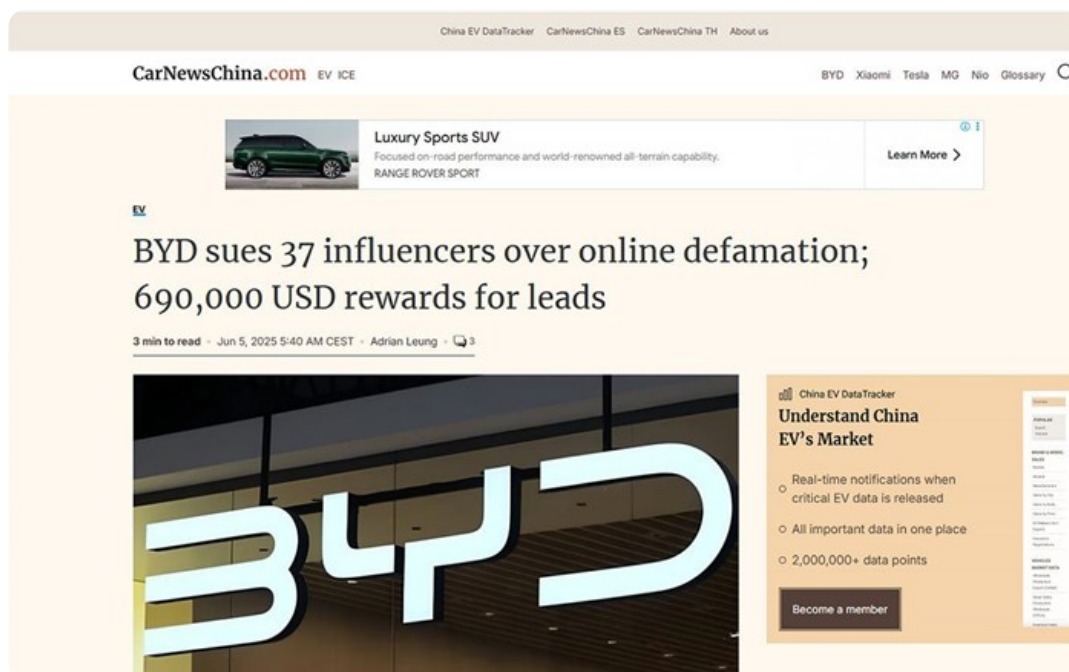 China EV DataTracker CarNewsChina ES CarNewsChina TH About us
CarNewsChina.com EV ICE
BYD Xiaomi Tesla MG Nio Glossary
Luxury Sports SUV
Focused on-road performance and world-renowned all-terrain capability.
RANGE ROVER SPORT
Learn More
EV
BYD sues 37 influencers over online defamation;
690,000 USD rewards for leads
3 min to read • Jun 5, 2025 5:40 AM CEST • Adrian Leung • 3
BYD
China EV DataTracker
Understand China
EV's Market
Real-time notifications when
critical EV data is released
All important data in one place
2,000,000+ data points
Become a member